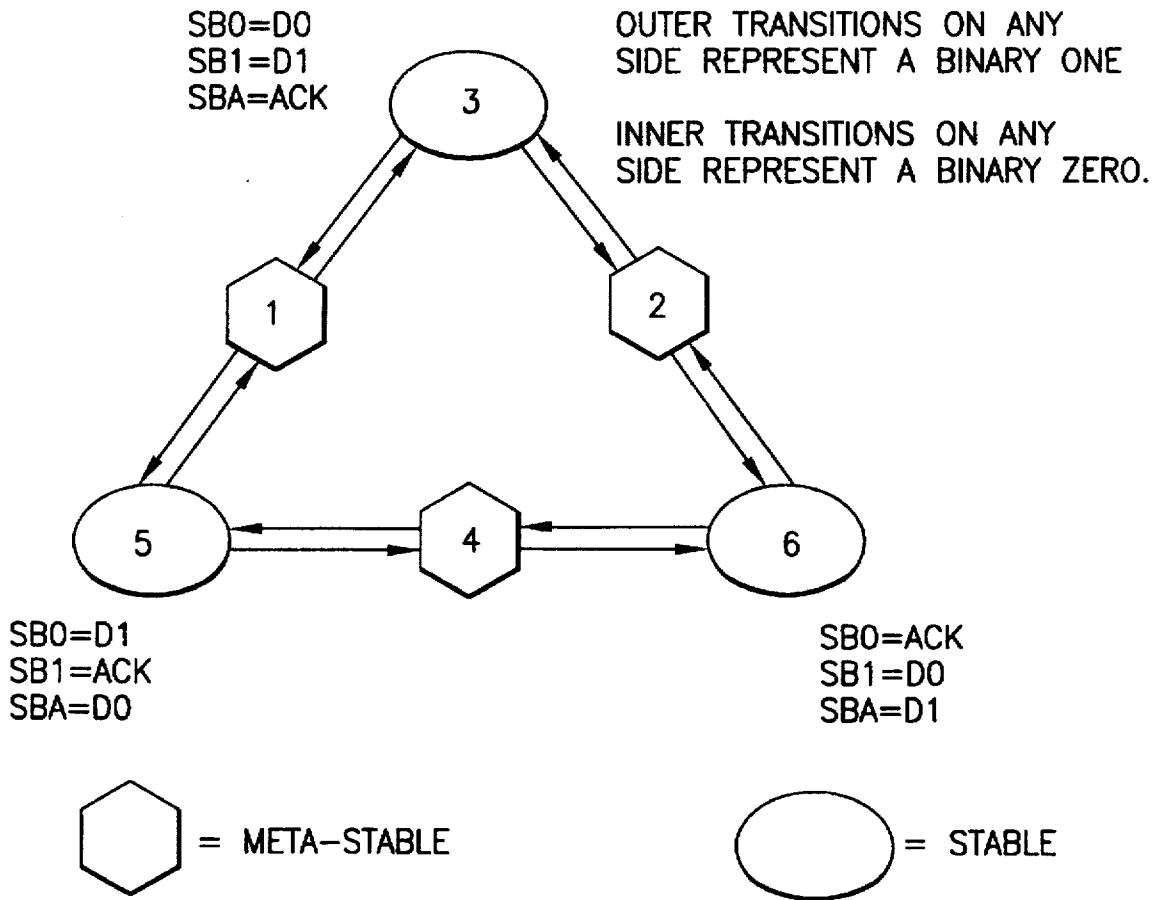 SB0=D0
SB1=D1
SBA=ACK
OUTER TRANSITIONS ON ANY
SIDE REPRESENT A BINARY ONE
INNER TRANSITIONS ON ANY
SIDE REPRESENT A BINARY ZERO.
3
1
2
5
4
6
SB0=D1
SB1=ACK
SBA=D0
SB0=ACK
SB1=D0
SBA=D1
= META-STABLE
= STABLE